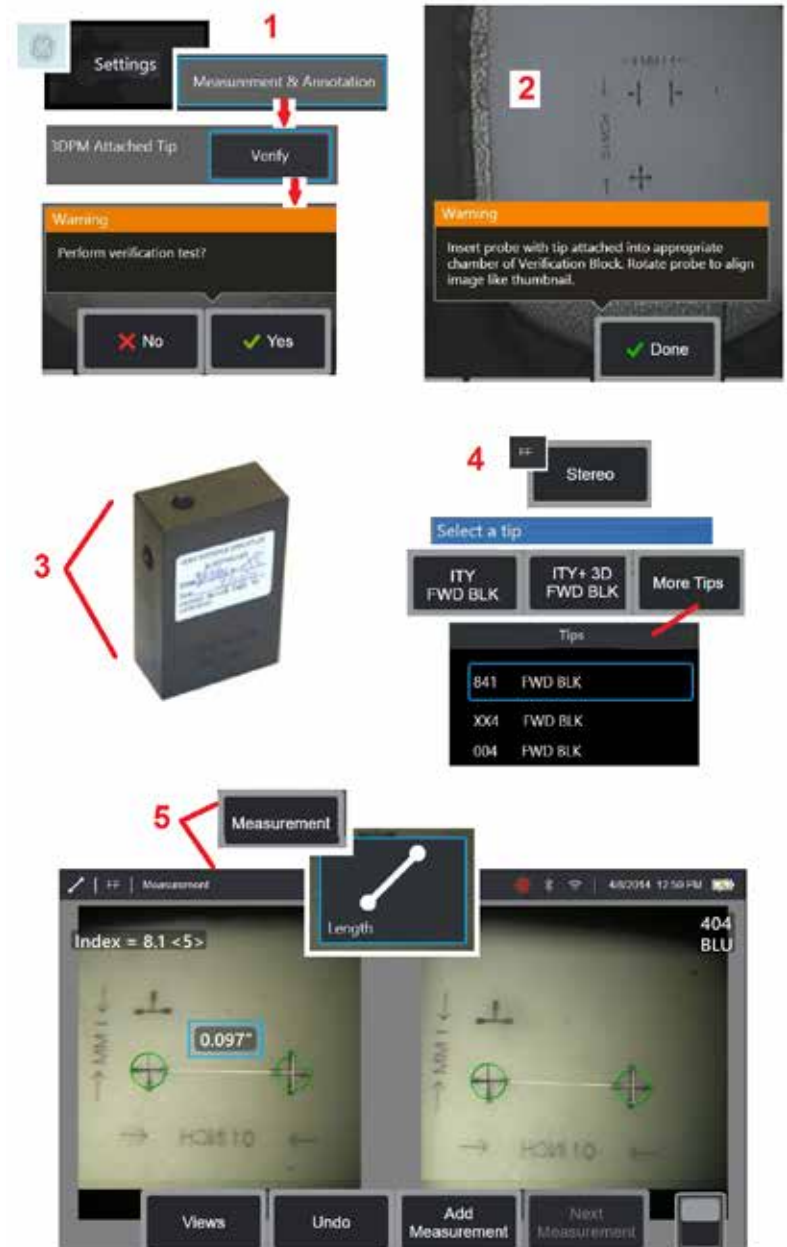 1
Settings
Measurement & Annotation
3DPM Attached Tip
Verify
Warning
Perform verification test?
No
Yes
2
Warning
Insert probe with tip attached into appropriate
chamber of Verification Block. Rotate probe to align
image like thumbnail.
Done
3
4
FF
Stereo
Select a tip
ITY
FWD BLK
ITY+ 3D
FWD BLK
More Tips
Tips
841 FWD BLK
XX4 FWD BLK
004 FWD BLK
5
Measurement
Length
FF
Measurement
4/8/2014 12:50 PM
Index = 8.1 <5>
404
BLU
0.097"
Views
Undo
Add
Measurement
Next
Measurement